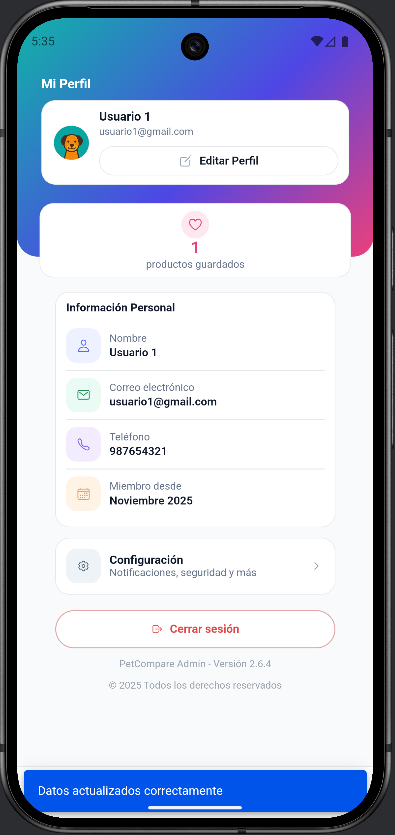 5:35
Mi Perfil
Usuario 1
usuario1@gmail.com
Editar Perfil
1
productos guardados
Información Personal
Nombre
Usuario 1
Correo electrónico
usuario1@gmail.com
Teléfono
987654321
Miembro desde
Noviembre 2025
Configuración
Notificaciones, seguridad y más
Cerrar sesión
PetCompare Admin - Versión 2.6.4
© 2025 Todos los derechos reservados
Datos actualizados correctamente